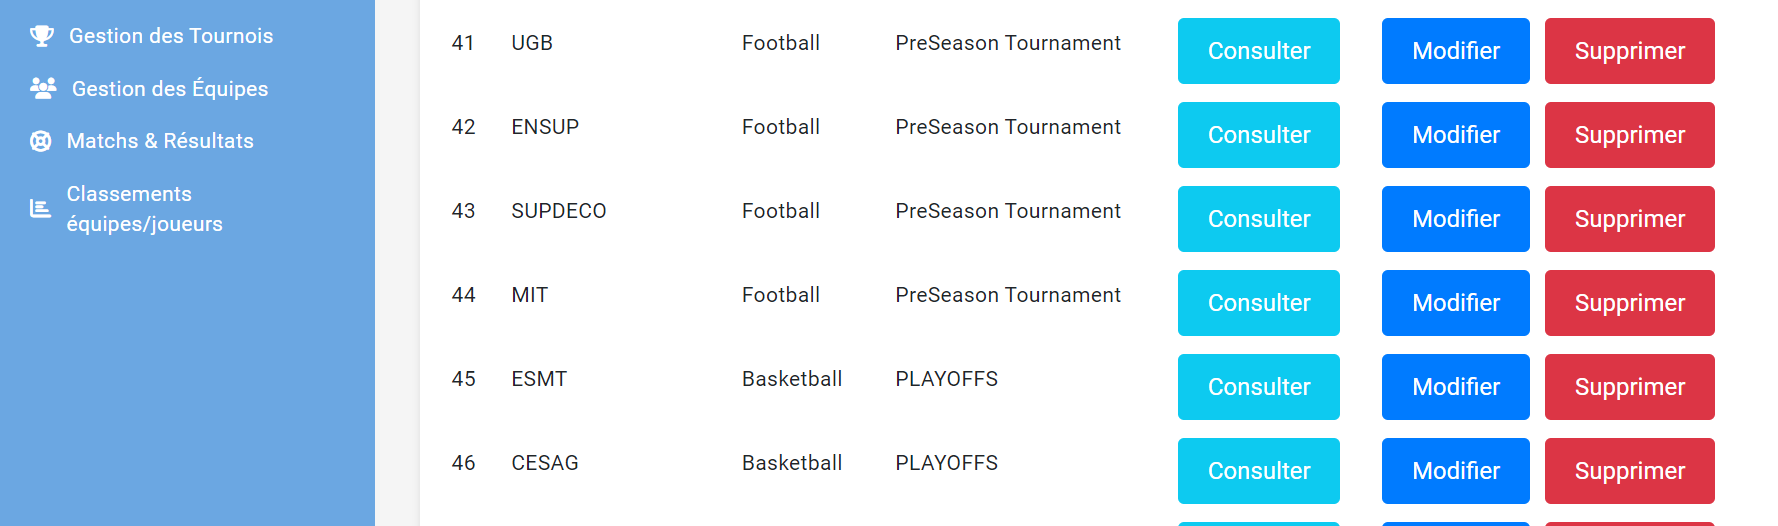 Gestion des Tournois
Gestion des Équipes
Matchs & Résultats
Classements
équipes/joueurs
41 UGB Football PreSeason Tournament Consulter Modifier Supprimer
42 ENSUP Football PreSeason Tournament Consulter Modifier Supprimer
43 SUPDECO Football PreSeason Tournament Consulter Modifier Supprimer
44 MIT Football PreSeason Tournament Consulter Modifier Supprimer
45 ESMT Basketball PLAYOFFS Consulter Modifier Supprimer
46 CESAG Basketball PLAYOFFS Consulter Modifier Supprimer